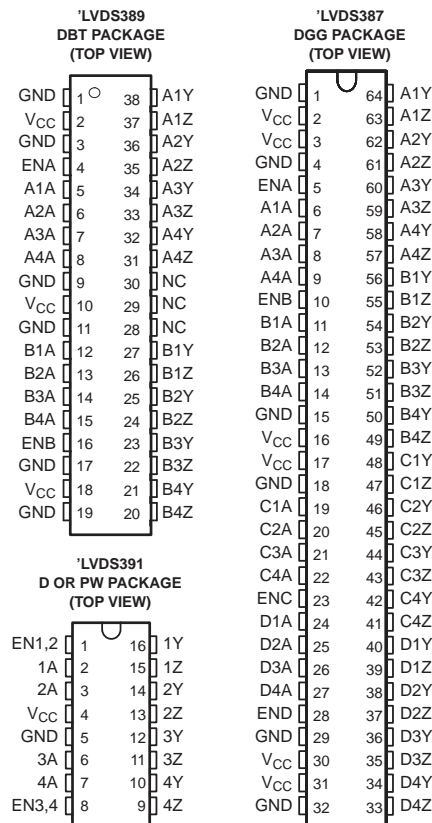 'LVDS389
DBT PACKAGE
(TOP VIEW)
GND 1 38 A1Y
VCC 2 37 A1Z
GND 3 36 A2Y
ENA 4 35 A2Z
A1A 5 34 A3Y
A2A 6 33 A3Z
A3A 7 32 A4Y
A4A 8 31 A4Z
GND 9 30 NC
VCC 10 29 NC
GND 11 28 NC
B1A 12 27 B1Y
B2A 13 26 B1Z
B3A 14 25 B2Y
B4A 15 24 B2Z
ENB 16 23 B3Y
GND 17 22 B3Z
VCC 18 21 B4Y
GND 19 20 B4Z
'LVDS391
D OR PW PACKAGE
(TOP VIEW)
EN1,2 1 16 1Y
1A 2 15 1Z
2A 3 14 2Y
VCC 4 13 2Z
GND 5 12 3Y
3A 6 11 3Z
4A 7 10 4Y
EN3,4 8 9 4Z
'LVDS387
DGG PACKAGE
(TOP VIEW)
GND 1 64 A1Y
VCC 2 63 A1Z
VCC 3 62 A2Y
GND 4 61 A2Z
ENA 5 60 A3Y
A1A 6 59 A3Z
A2A 7 58 A4Y
A3A 8 57 A4Z
A4A 9 56 B1Y
ENB 10 55 B1Z
B1A 11 54 B2Y
B2A 12 53 B2Z
B3A 13 52 B3Y
B4A 14 51 B3Z
GND 15 50 B4Y
VCC 16 49 B4Z
VCC 17 48 C1Y
GND 18 47 C1Z
C1A 19 46 C2Y
C2A 20 45 C2Z
C3A 21 44 C3Y
C4A 22 43 C3Z
ENC 23 42 C4Y
D1A 24 41 C4Z
D2A 25 40 D1Y
D3A 26 39 D1Z
D4A 27 38 D2Y
END 28 37 D2Z
GND 29 36 D3Y
VCC 30 35 D3Z
VCC 31 34 D4Y
GND 32 33 D4Z